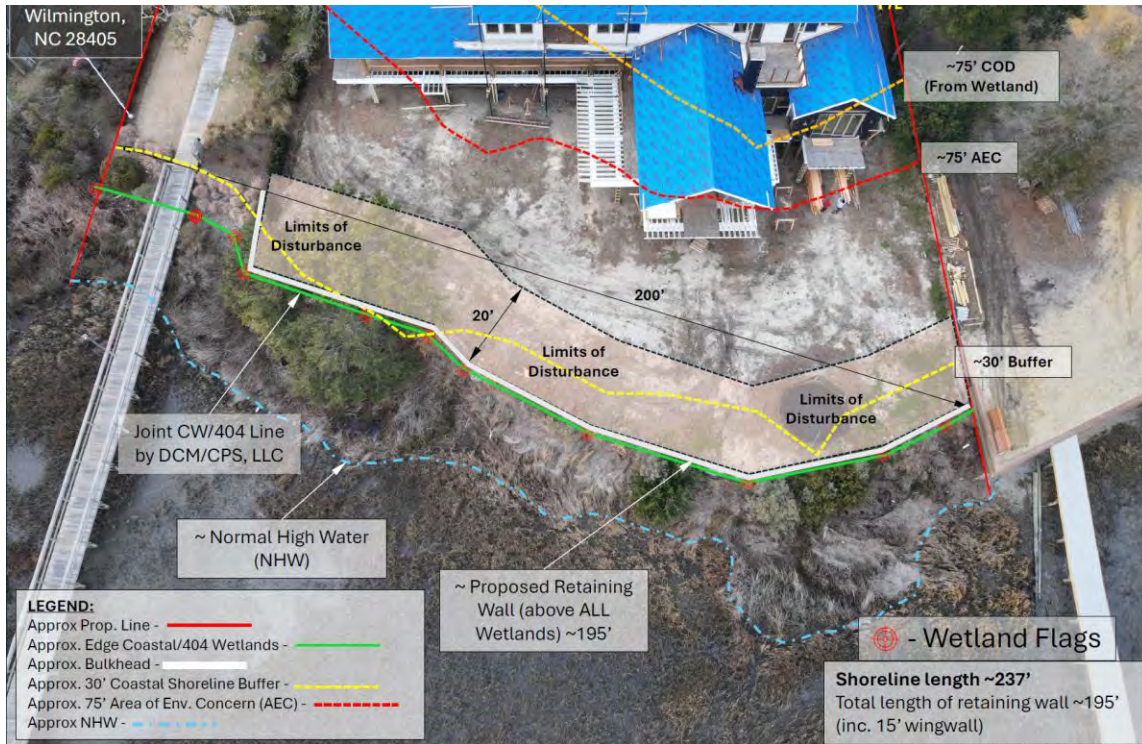 Wilmington,
NC 28405
~75' COD
(From Wetland)
~75' AEC
Limits of
Disturbance
200'
20'
Limits of
Disturbance
~30' Buffer
Limits of
Disturbance
Joint CW/404 Line
by DCM/CPS, LLC
~ Normal High Water
(NHW)
~ Proposed Retaining
Wall (above ALL
Wetlands) ~195'
LEGEND:
Approx Prop. Line -
Approx. Edge Coastal/404 Wetlands -
Approx. Bulkhead -
Approx. 30' Coastal Shoreline Buffer -
Approx. 75' Area of Env. Concern (AEC) -
Approx NHW -
- Wetland Flags
Shoreline length ~237'
Total length of retaining wall ~195'
(inc. 15' wingwall)